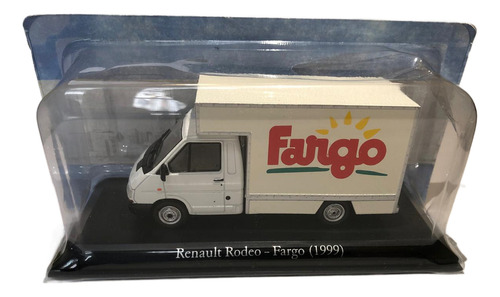 Fargo
Renault Rodeo - Fargo (1999)